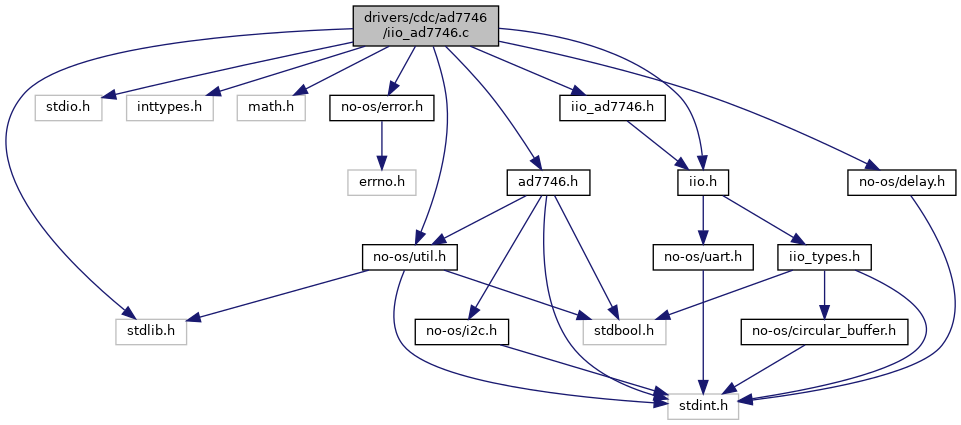 drivers/cdc/ad7746
/iio_ad7746.c
stdio.h
inttypes.h
math.h
no-os/error.h
iio_ad7746.h
errno.h
ad7746.h
iio.h
no-os/delay.h
no-os/util.h
no-os/uart.h
iio_types.h
stdlib.h
no-os/i2c.h
stdbool.h
no-os/circular_buffer.h
stdint.h